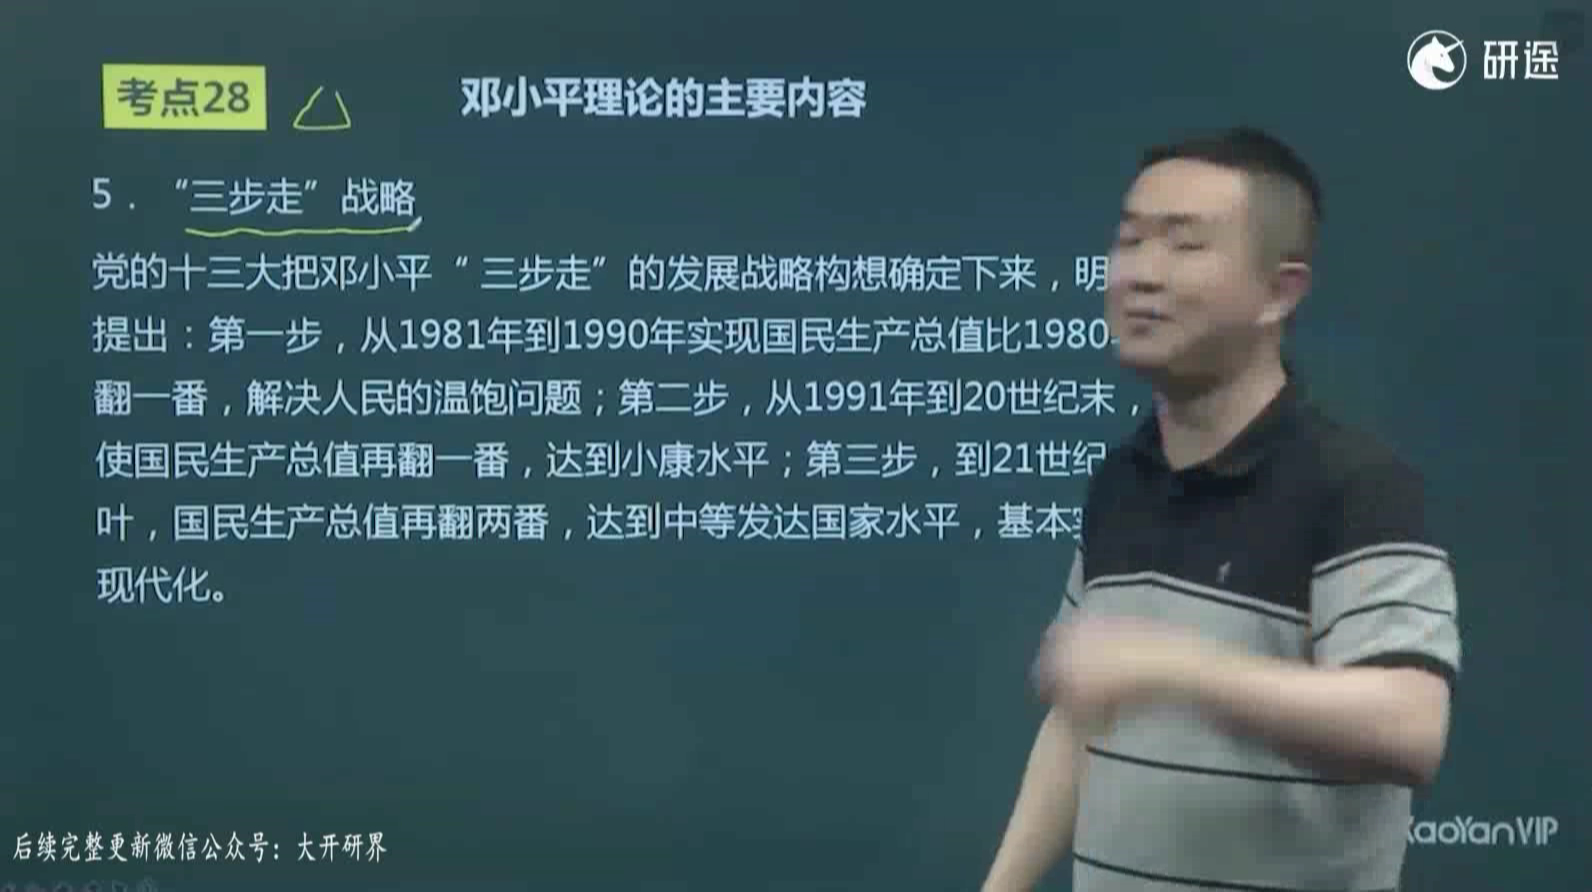 研途
考点28
邓小平理论的主要内容
5．“三步走”战略
党的十三大把邓小平“ 三步走”的发展战略构想确定下来，明
提出：第一步，从1981年到1990年实现国民生产总值比1980
翻一番，解决人民的温饱问题；第二步，从1991年到20世纪末，
使国民生产总值再翻一番，达到小康水平；第三步，到21世纪
叶，国民生产总值再翻两番，达到中等发达国家水平，基本
现代化。
KaoYanVIP
后续完整更新微信公众号：大开研界